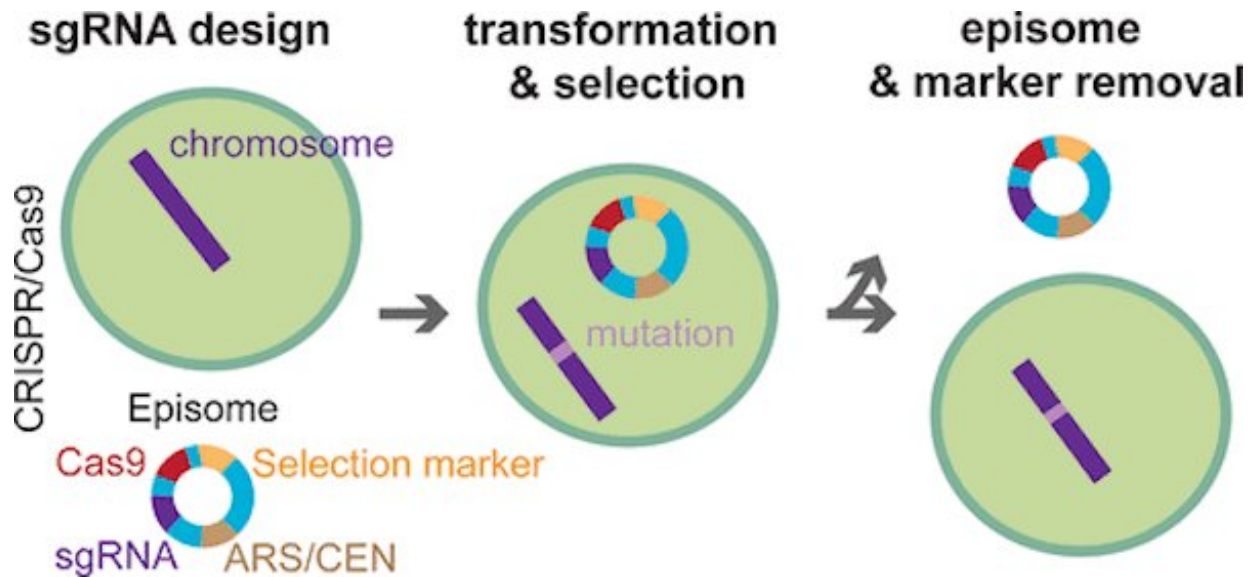 sgRNA design
transformation
& selection
episome
& marker removal
CRISPR/Cas9
chromosome
mutation
Episome
Cas9
Selection marker
sgRNA
ARS/CEN